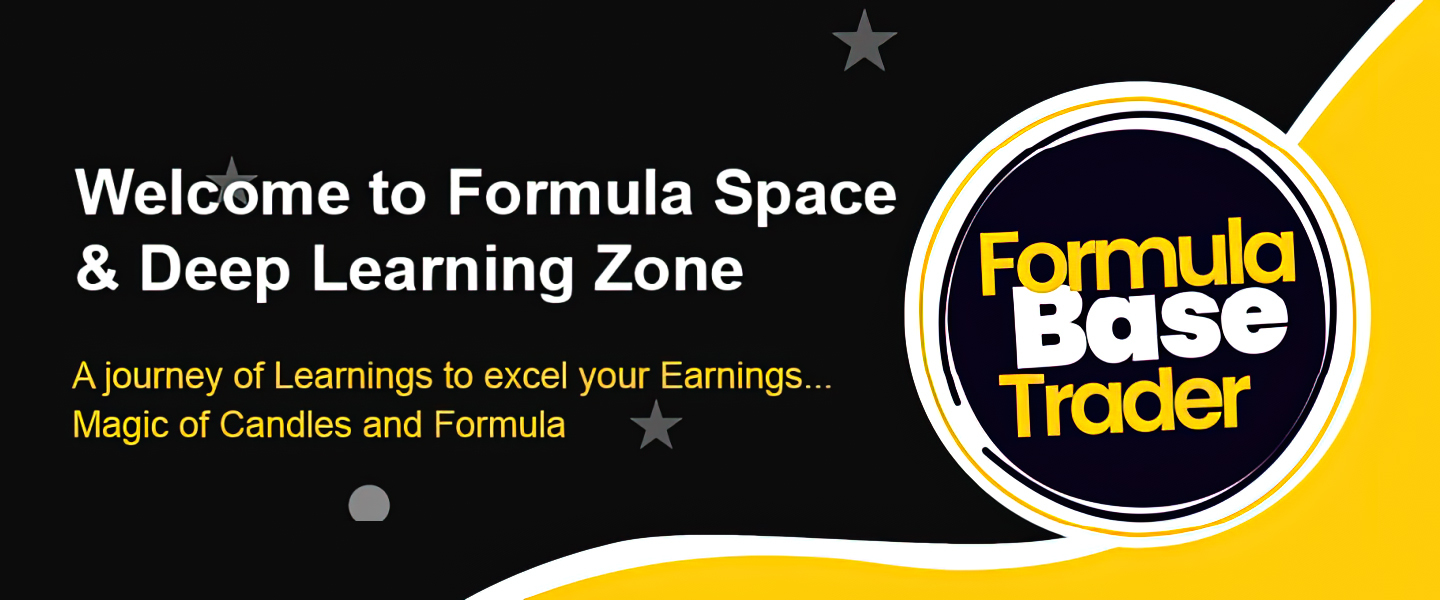 Welcome to Formula Space
& Deep Learning Zone
A journey of Learnings to excel your Earnings...
Magic of Candles and Formula
Formula
Base
Trader